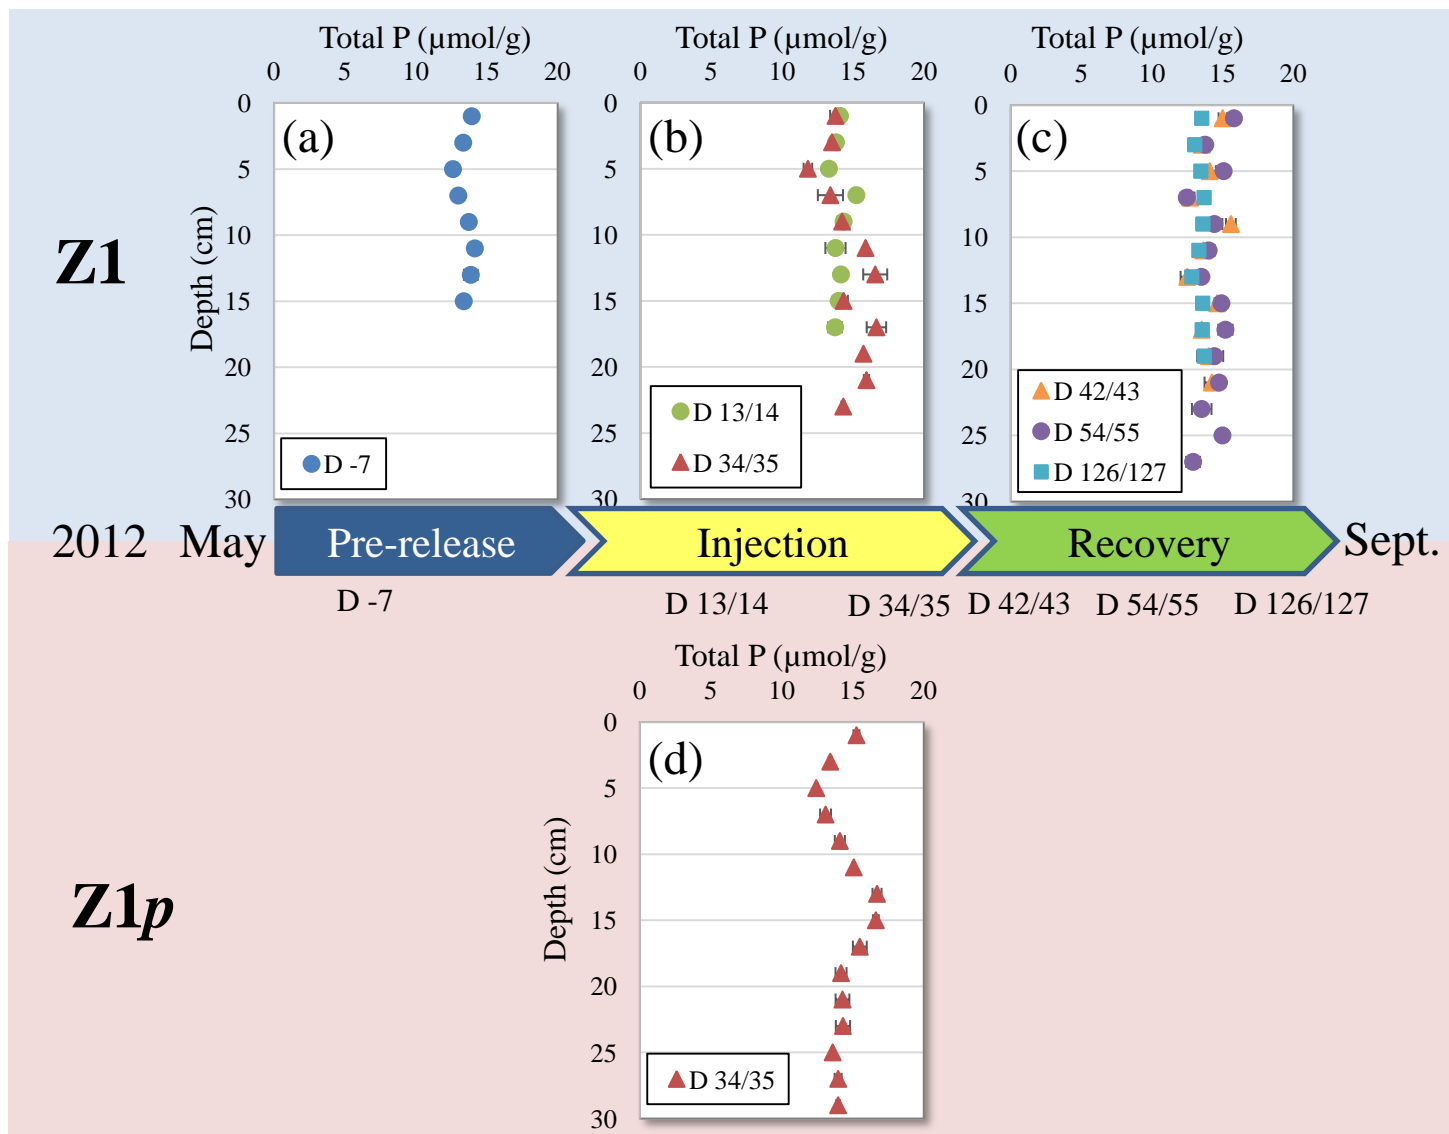 Total P (µmol/g) Total P (µmol/g) Total P (µmol/g)
0 5 10 15 20 0 5 10 15 20 0 5 10 15 20
0 0 0
(a) (b) (c)
5 5 5
10 10 10
15 15 15
20 20 20
25 25 25
30 30 30
Depth (cm)
Z1
D -7
D 13/14
D 34/35
D 42/43
D 54/55
D 126/127
2012 May Pre-release Injection Recovery Sept.
D -7 D 13/14 D 34/35 D 42/43 D 54/55 D 126/127
Total P (µmol/g)
0 5 10 15 20
0
(d)
5
10
15
20
25
30
Depth (cm)
Z1p
D 34/35